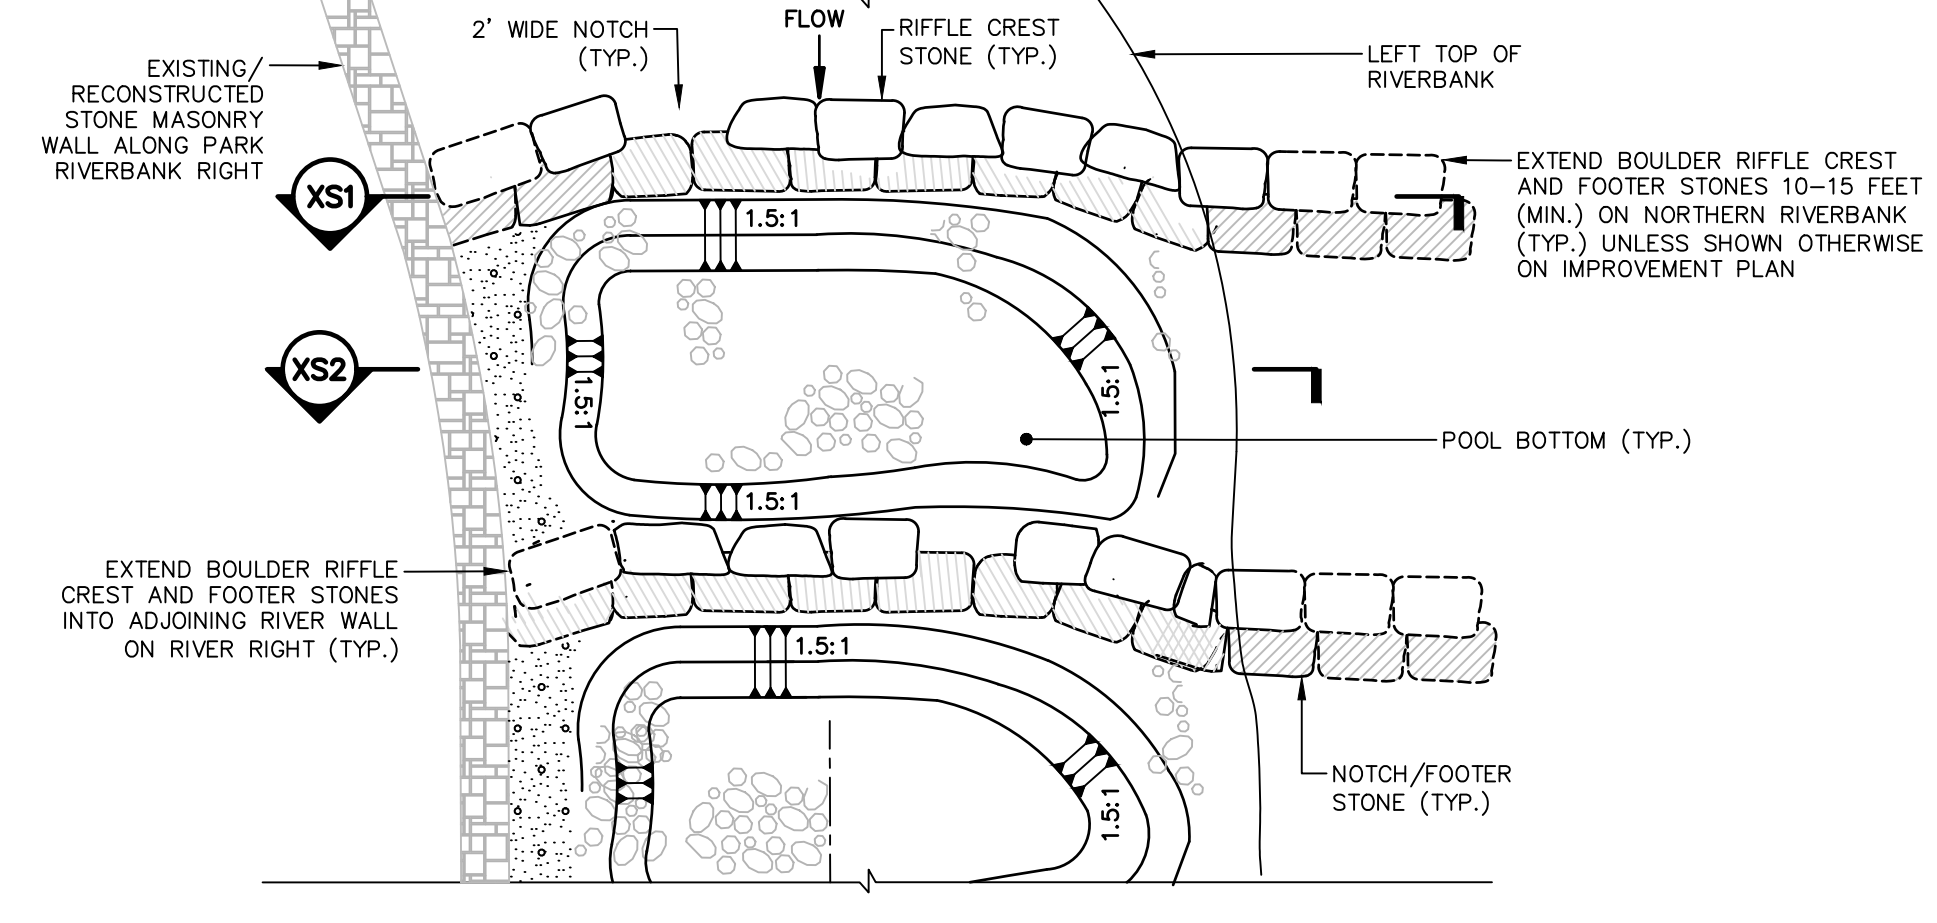 2' WIDE NOTCH
(TYP.)
FLOW
RIFFLE CREST
STONE (TYP.)
LEFT TOP OF
RIVERBANK
EXISTING/
RECONSTRUCTED
STONE MASONRY
WALL ALONG PARK
RIVERBANK RIGHT
EXTEND BOULDER RIFFLE CREST
AND FOOTER STONES 10–15 FEET
(MIN.) ON NORTHERN RIVERBANK
(TYP.) UNLESS SHOWN OTHERWISE
ON IMPROVEMENT PLAN
XS1
1.5:1
XS2
1.5:1
1.5:1
POOL BOTTOM (TYP.)
1.5:1
EXTEND BOULDER RIFFLE
CREST AND FOOTER STONES
INTO ADJOINING RIVER WALL
ON RIVER RIGHT (TYP.)
1.5:1
NOTCH/FOOTER
STONE (TYP.)
1.5:1